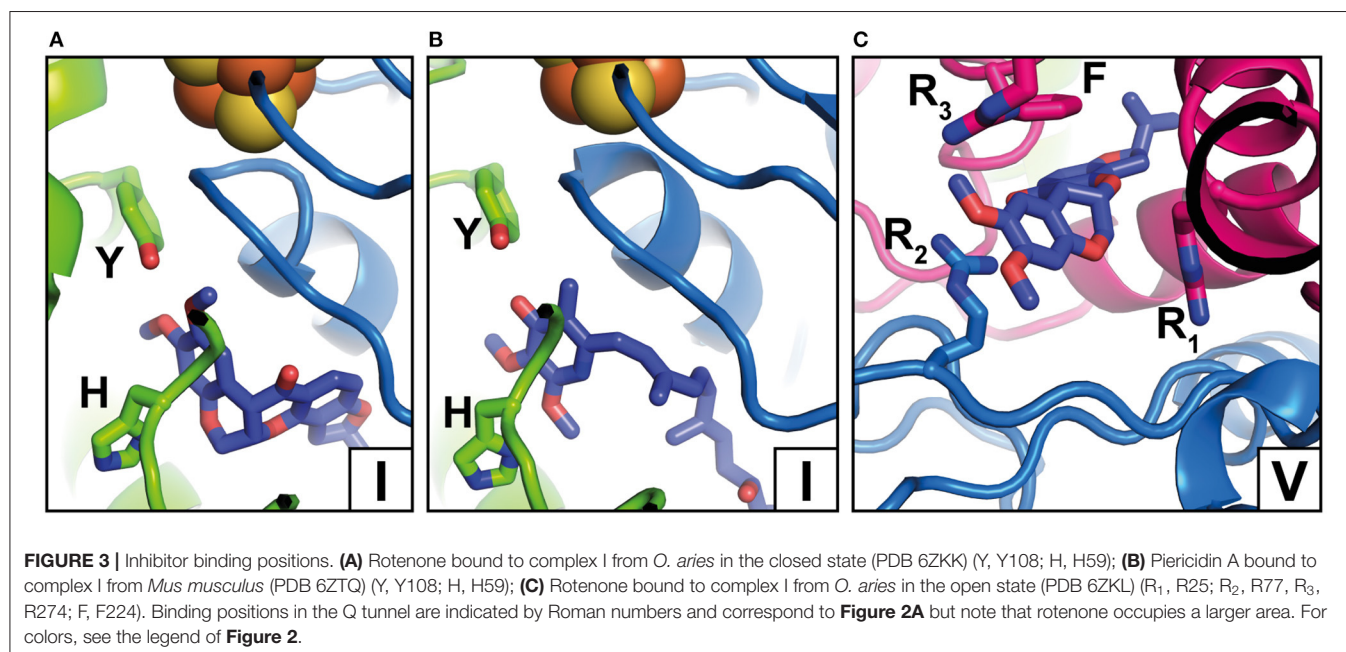 A
B
C
Y
H
I
Y
H
I
R3
F
R2
R1
V
FIGURE 3 | Inhibitor binding positions. (A) Rotenone bound to complex I from O. aries in the closed state (PDB 6ZKK) (Y, Y108; H, H59); (B) Piericidin A bound to
complex I from Mus musculus (PDB 6ZTQ) (Y, Y108; H, H59); (C) Rotenone bound to complex I from O. aries in the open state (PDB 6ZKL) (R1, R25; R2, R77, R3,
R274; F, F224). Binding positions in the Q tunnel are indicated by Roman numbers and correspond to Figure 2A but note that rotenone occupies a larger area. For
colors, see the legend of Figure 2.